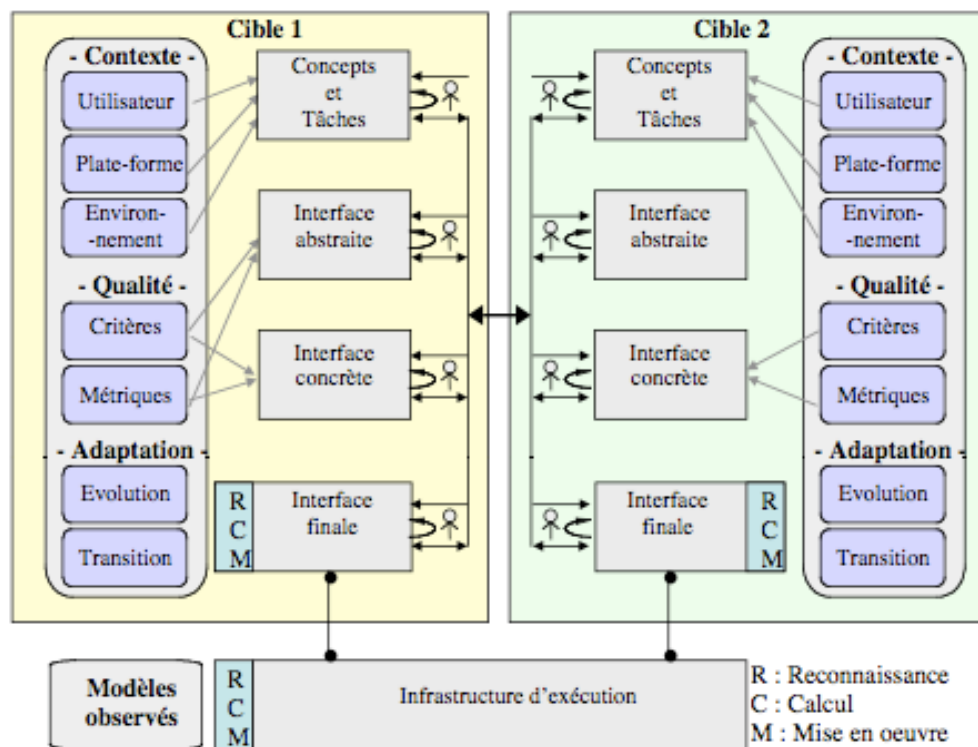 Cible 1
- Contexte -
Utilisateur
Plate-forme
Environ-
-nement
- Qualité -
Critères
Métriques
- Adaptation -
Evolution
Transition
Concepts
et
Tâches
Interface
abstraite
Interface
concrète
R
C
M
Interface
finale
Cible 2
Concepts
et
Tâches
Interface
abstraite
Interface
concrète
Interface
finale
R
C
M
- Contexte -
Utilisateur
Plate-forme
Environ-
-nement
- Qualité -
Critères
Métriques
- Adaptation -
Evolution
Transition
Modèles
observés
R
C
M
Infrastructure d'exécution
R : Reconnaissance
C : Calcul
M : Mise en oeuvre